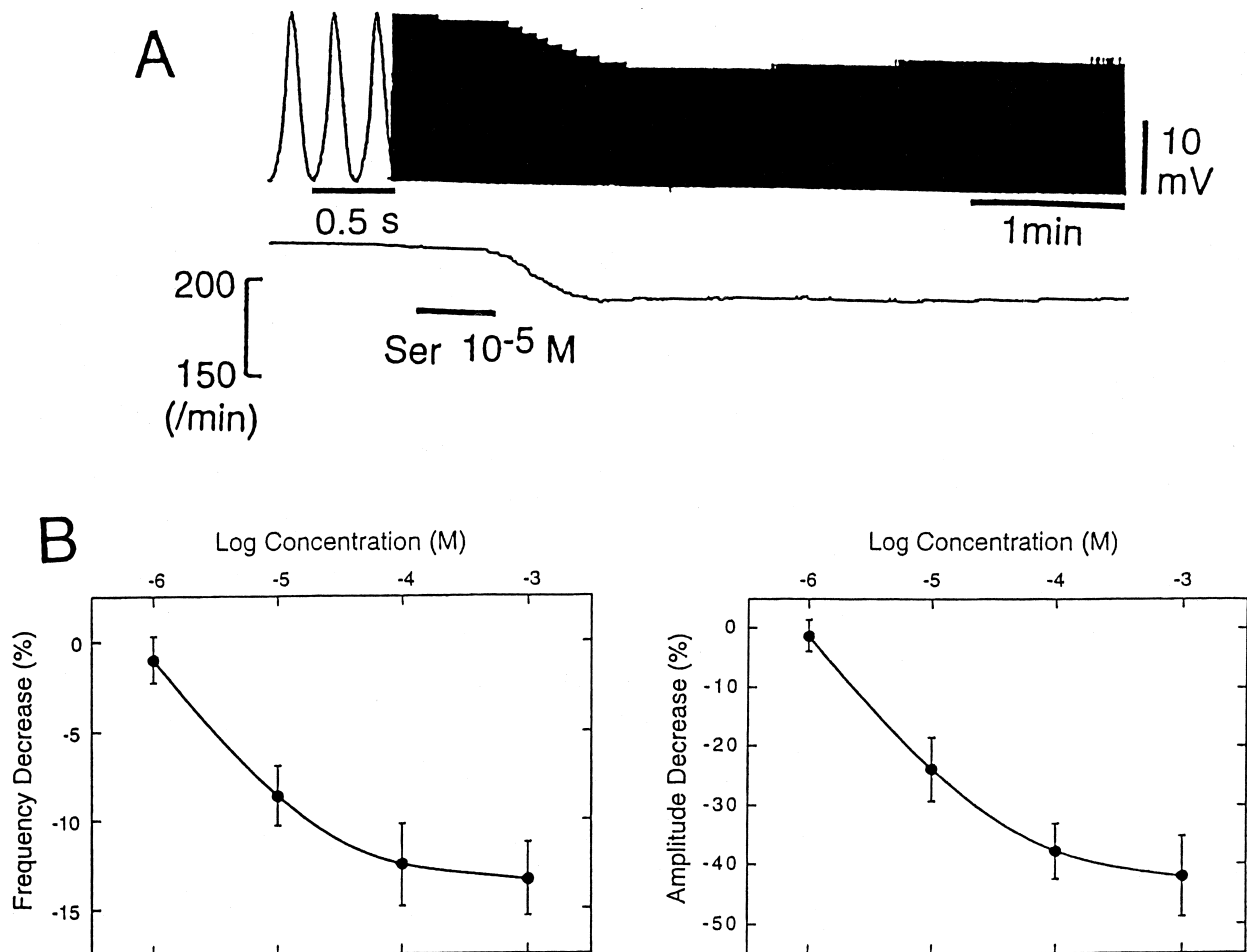 A
10
mV
0.5 s
1min
200
150
(/min)
Ser 10-5 M
B
Log Concentration (M)
-6 -5 -4 -3
Frequency Decrease (%)
0
-5
-10
-15
Log Concentration (M)
-6 -5 -4 -3
Amplitude Decrease (%)
0
-10
-20
-30
-40
-50